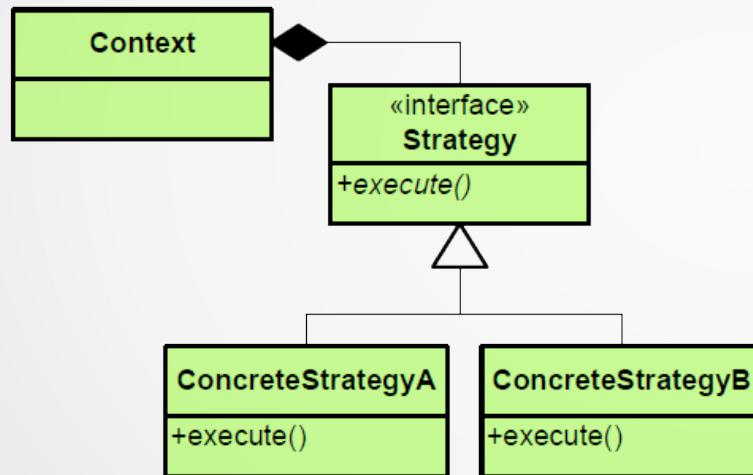 Context
«interface»
Strategy
+execute()
ConcreteStrategyA
+execute()
ConcreteStrategyB
+execute()